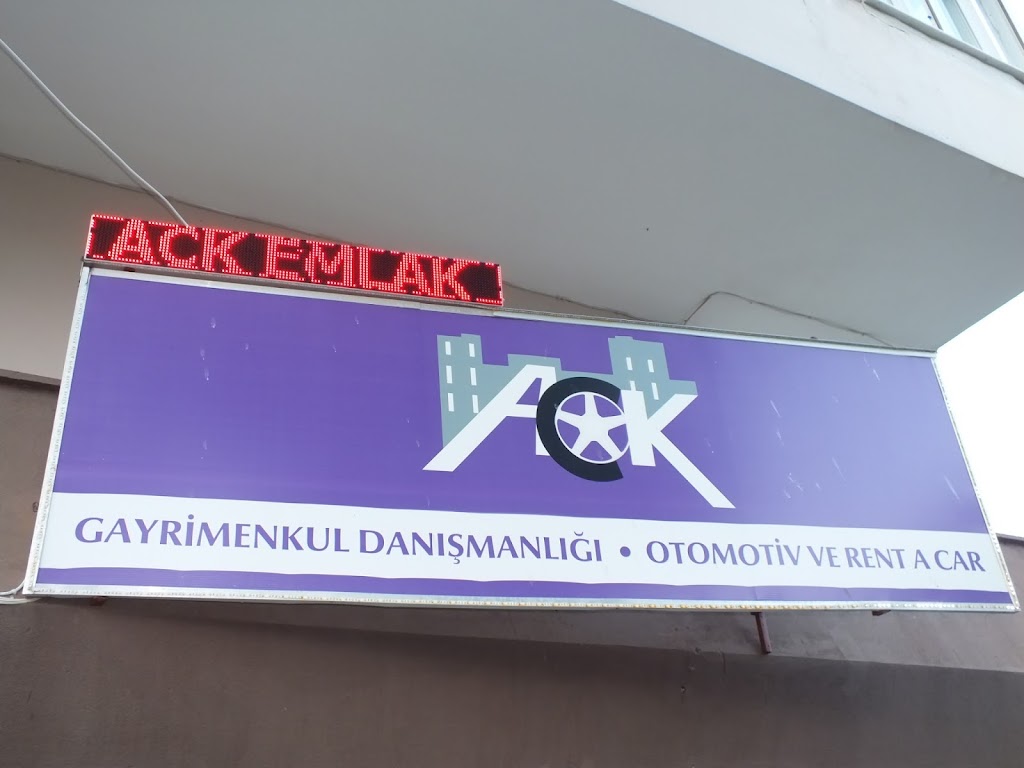 ACK EMLAK
ACK
GAYRİMENKUL DANIŞMANLIĞI • OTOMOTİV VE RENT A CAR